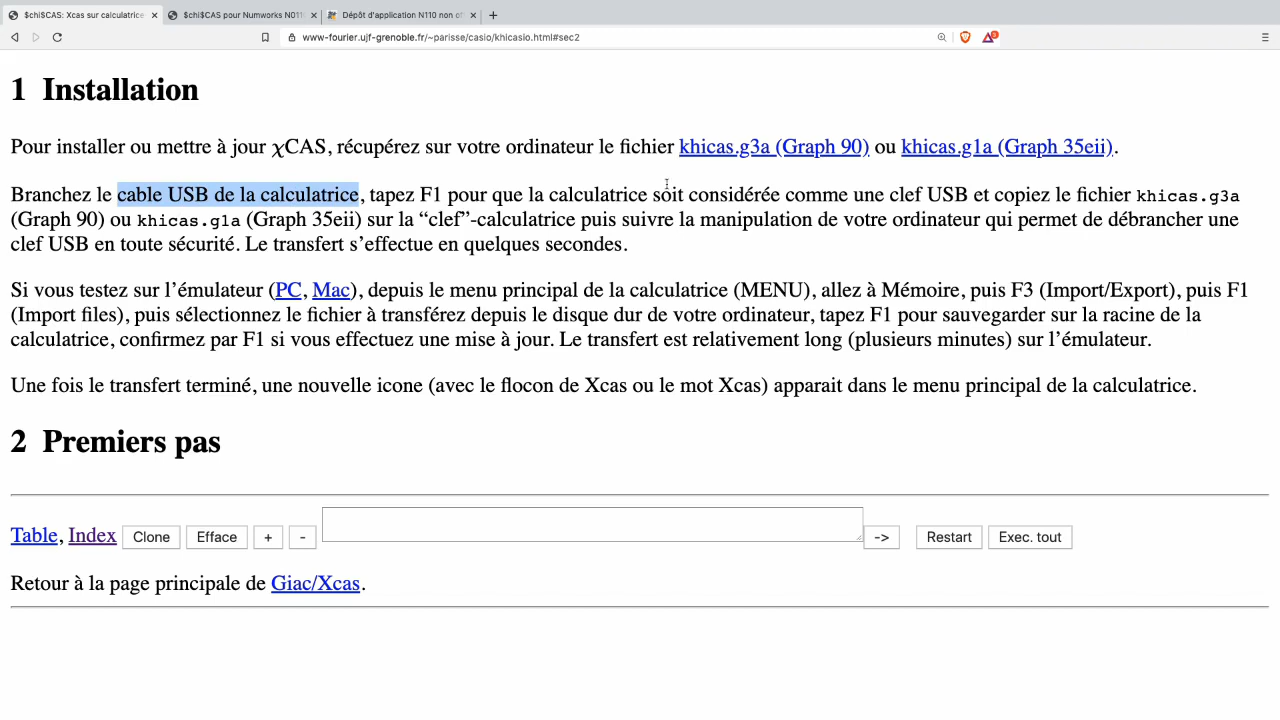 $chi$CAS: Xcas sur calculatrice
$chi$CAS pour Numworks N011
Dépôt d'application N110 non of
www-fourier.ujf-grenoble.fr/~parisse/casio/khicasio.html#sec2
1 Installation
Pour installer ou mettre à jour χCAS, récupérez sur votre ordinateur le fichier khicas.g3a (Graph 90) ou khicas.g1a (Graph 35eii).
Branchez le cable USB de la calculatrice, tapez F1 pour que la calculatrice soit considérée comme une clef USB et copiez le fichier khicas.g3a
(Graph 90) ou khicas.g1a (Graph 35eii) sur la “clef”-calculatrice puis suivre la manipulation de votre ordinateur qui permet de débrancher une
clef USB en toute sécurité. Le transfert s’effectue en quelques secondes.
Si vous testez sur l’émulateur (PC, Mac), depuis le menu principal de la calculatrice (MENU), allez à Mémoire, puis F3 (Import/Export), puis F1
(Import files), puis sélectionnez le fichier à transférez depuis le disque dur de votre ordinateur, tapez F1 pour sauvegarder sur la racine de la
calculatrice, confirmez par F1 si vous effectuez une mise à jour. Le transfert est relativement long (plusieurs minutes) sur l’émulateur.
Une fois le transfert terminé, une nouvelle icone (avec le flocon de Xcas ou le mot Xcas) apparait dans le menu principal de la calculatrice.
2 Premiers pas
Table, Index Clone Efface + - -> Restart Exec. tout
Retour à la page principale de Giac/Xcas.